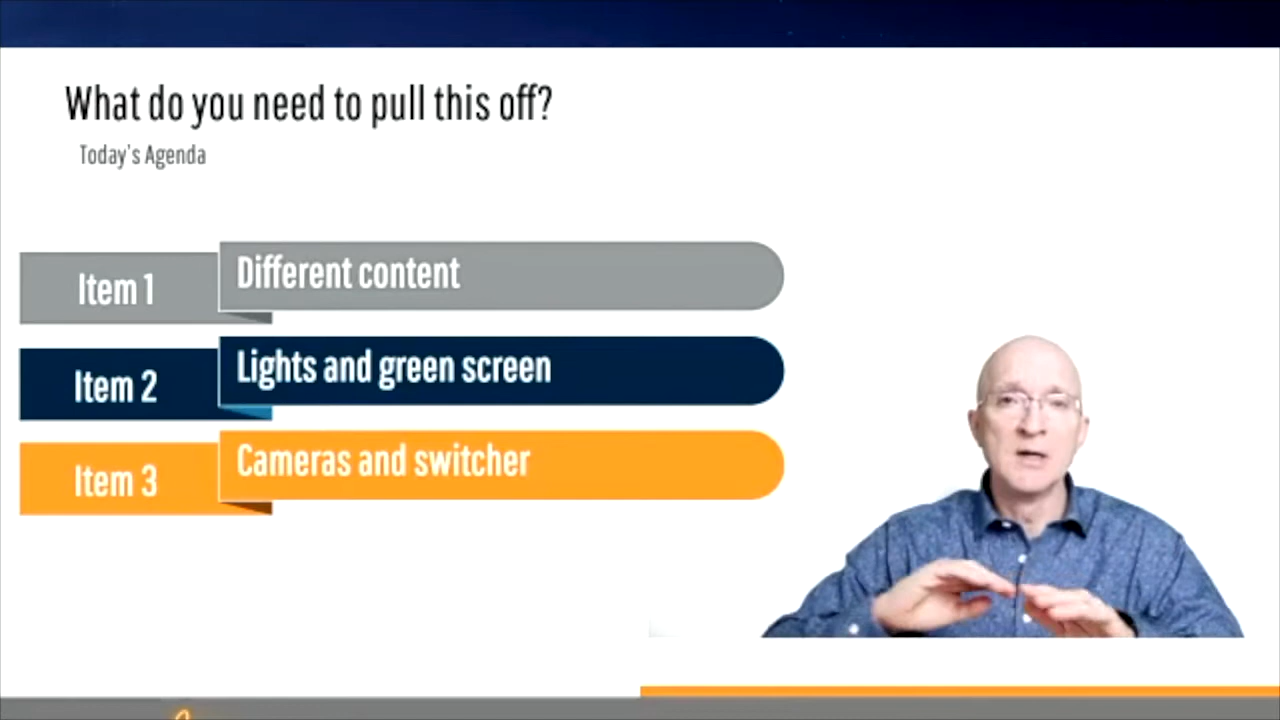 What do you need to pull this off?
Today's Agenda
Item 1
Different content
Item 2
Lights and green screen
Item 3
Cameras and switcher